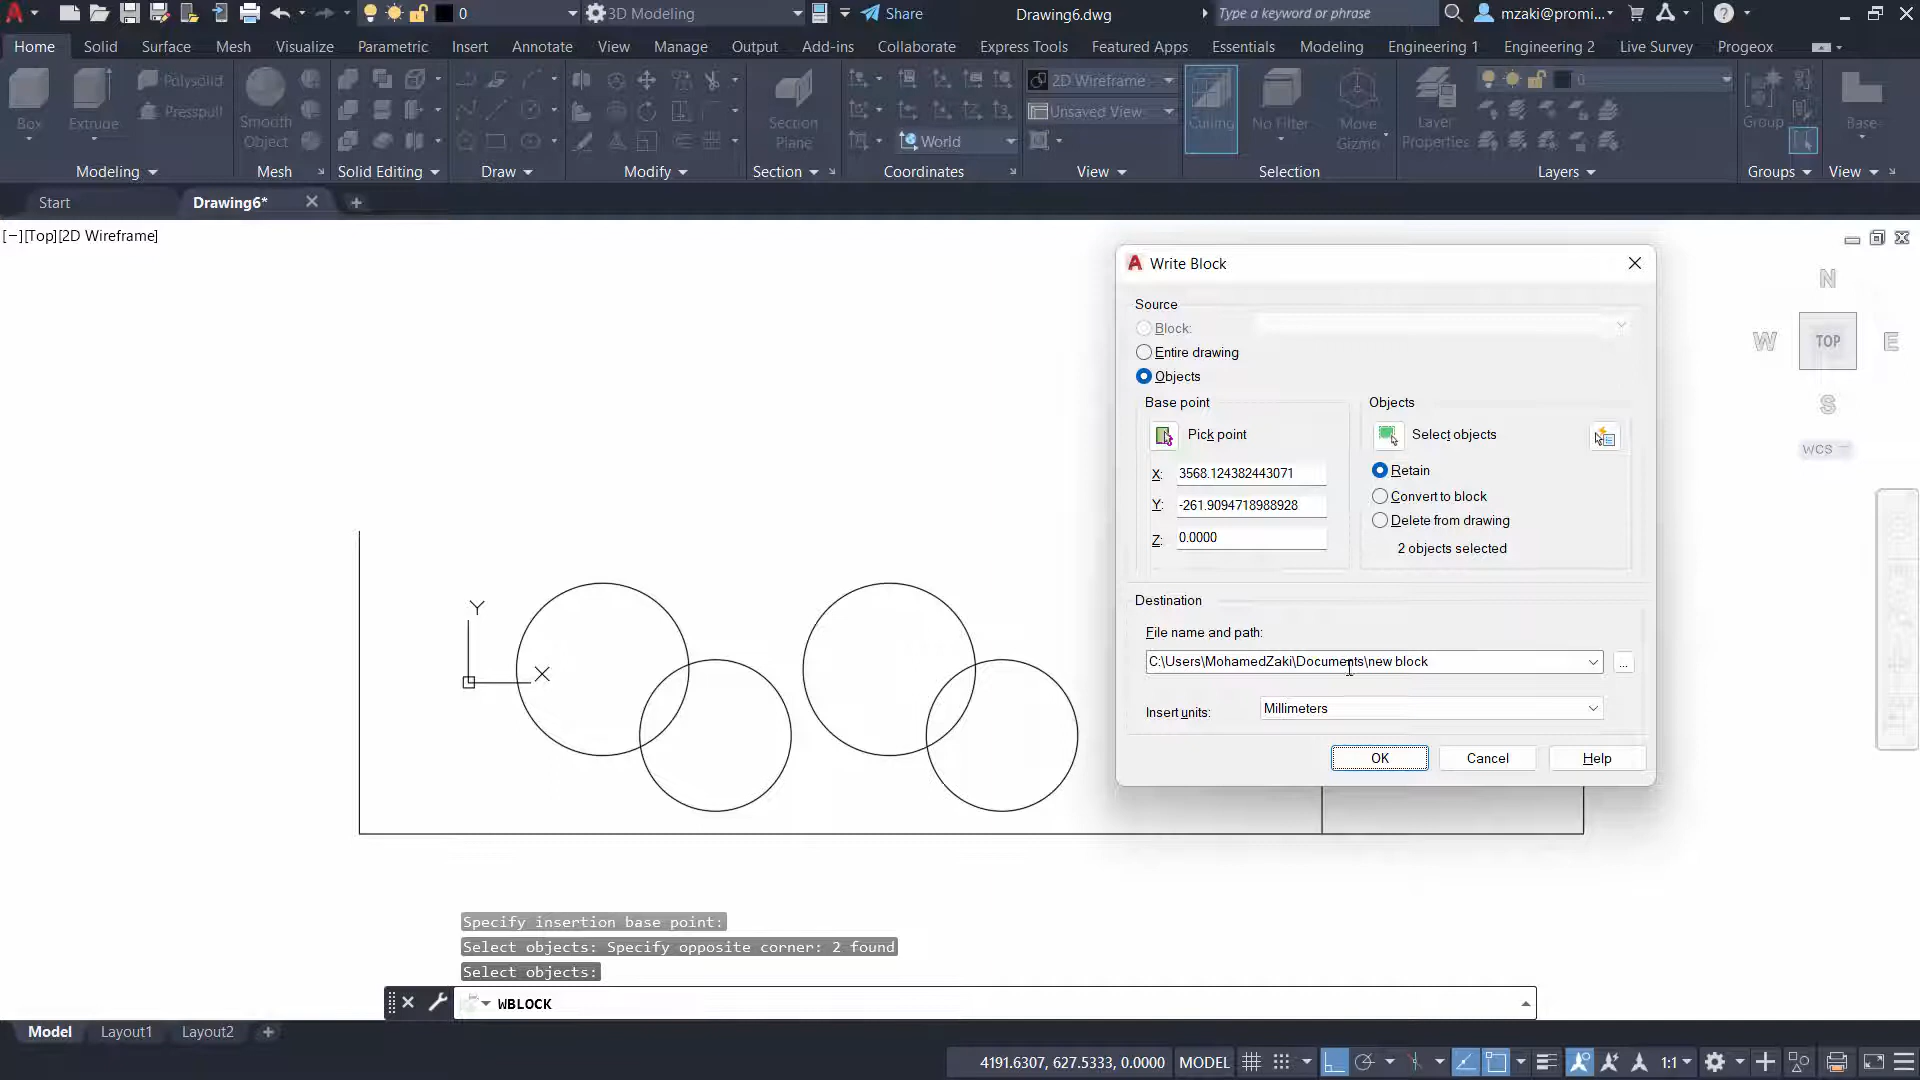 0
3D Modeling
Share
Drawing6.dwg
Type a keyword or phrase
mzaki@promi...
Home
Solid
Surface
Mesh
Visualize
Parametric
Insert
Annotate
View
Manage
Output
Add-ins
Collaborate
Express Tools
Featured Apps
Essentials
Modeling
Engineering 1
Engineering 2
Live Survey
Progeox
Box
Extrude
Polysolid
Presspull
Smooth
Object
Section
Plane
World
2D Wireframe
Unsaved View
Culling
No Filter
Move
Gizmo
Layer
Properties
0
Group
Base
Modeling
Mesh
Solid Editing
Draw
Modify
Section
Coordinates
View
Selection
Layers
Groups
View
Start
Drawing6*
[−][Top][2D Wireframe]
N
W
TOP
E
S
WCS
Y
X
Write Block
Source
Block:
Entire drawing
Objects
Base point
Pick point
X: 3568.124382443071
Y: -261.9094718988928
Z: 0.0000
Objects
Select objects
Retain
Convert to block
Delete from drawing
2 objects selected
Destination
File name and path:
C:\Users\MohamedZaki\Documents\new block
...
Insert units:
Millimeters
OK
Cancel
Help
Specify insertion base point:
Select objects: Specify opposite corner: 2 found
Select objects:
WBLOCK
Model
Layout1
Layout2
4191.6307, 627.5333, 0.0000
MODEL
1:1